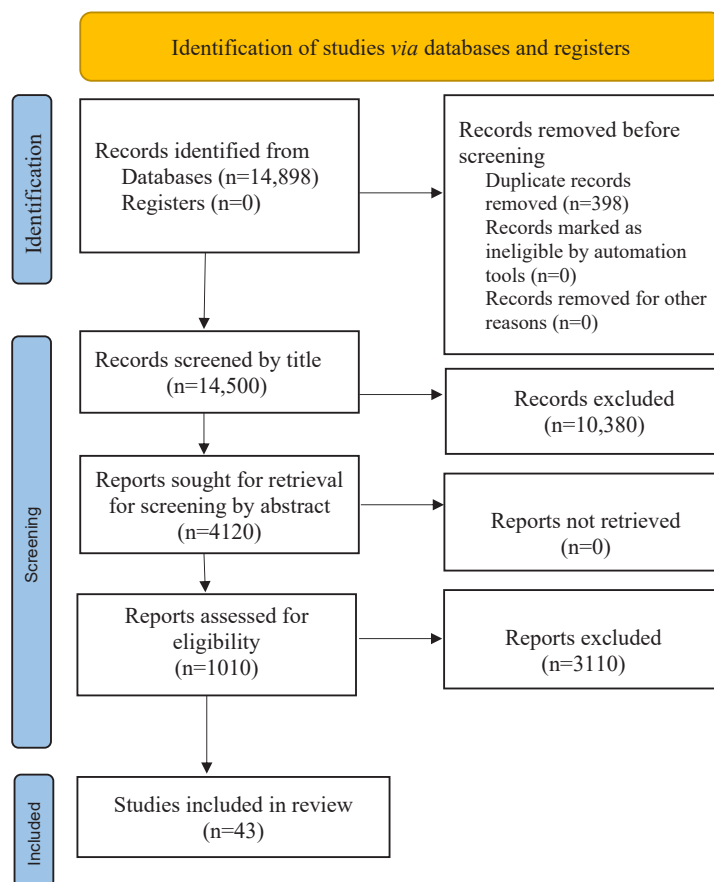 Identification of studies via databases and registers
Identification
Records identified from
Databases (n=14,898)
Registers (n=0)
Records removed before
screening
Duplicate records
removed (n=398)
Records marked as
ineligible by automation
tools (n=0)
Records removed for other
reasons (n=0)
Screening
Records screened by title
(n=14,500)
Records excluded
(n=10,380)
Reports sought for retrieval
for screening by abstract
(n=4120)
Reports not retrieved
(n=0)
Reports assessed for
eligibility
(n=1010)
Reports excluded
(n=3110)
Included
Studies included in review
(n=43)